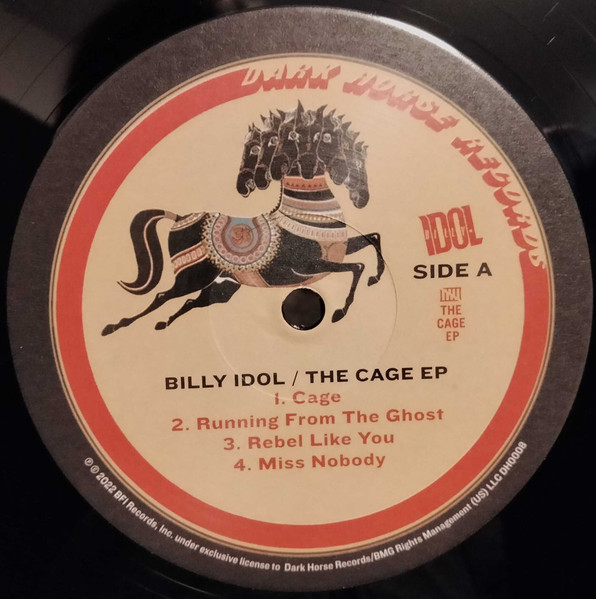 DARK HORSE RECORDS
BILLY
IDOL
SIDE A
THE
CAGE
EP
BILLY IDOL / THE CAGE EP
1. Cage
2. Running From The Ghost
3. Rebel Like You
4. Miss Nobody
℗ © 2022 BFI Records, Inc. under exclusive license to Dark Horse Records/BMG Rights Management (US) LLC DH0008